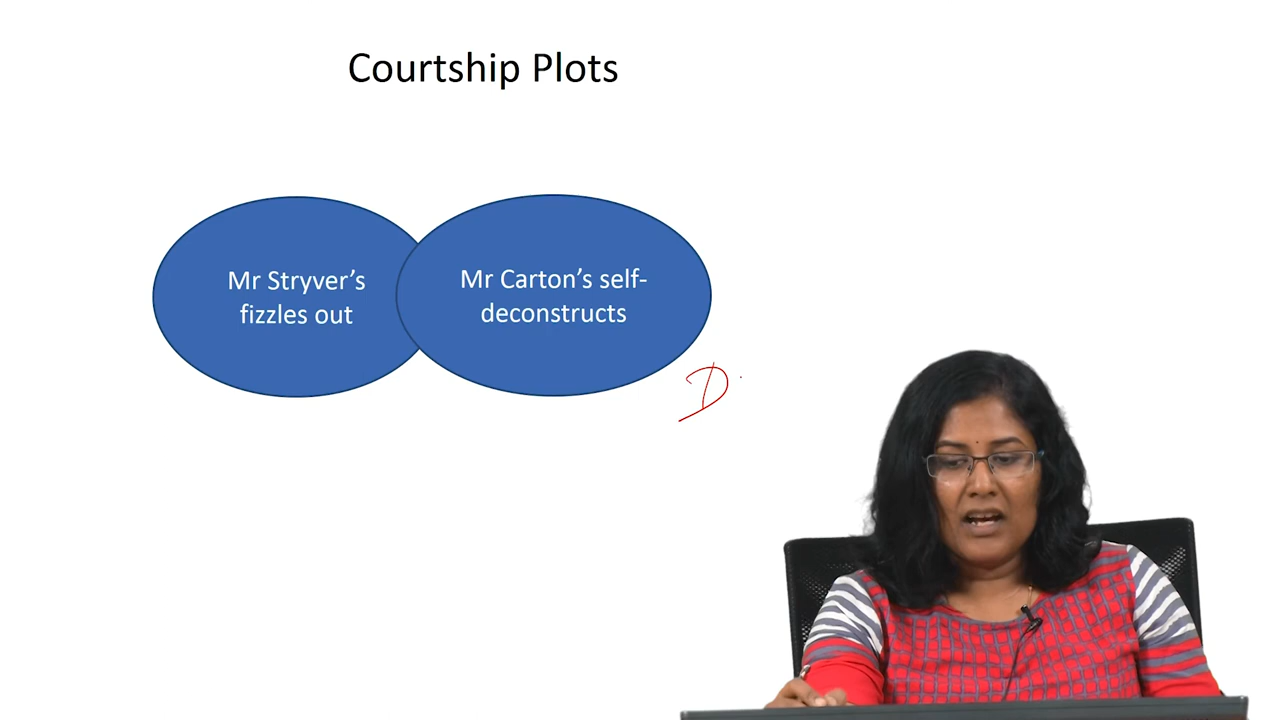 Courtship Plots
Mr Stryver's
fizzles out
Mr Carton's self-
deconstructs
D